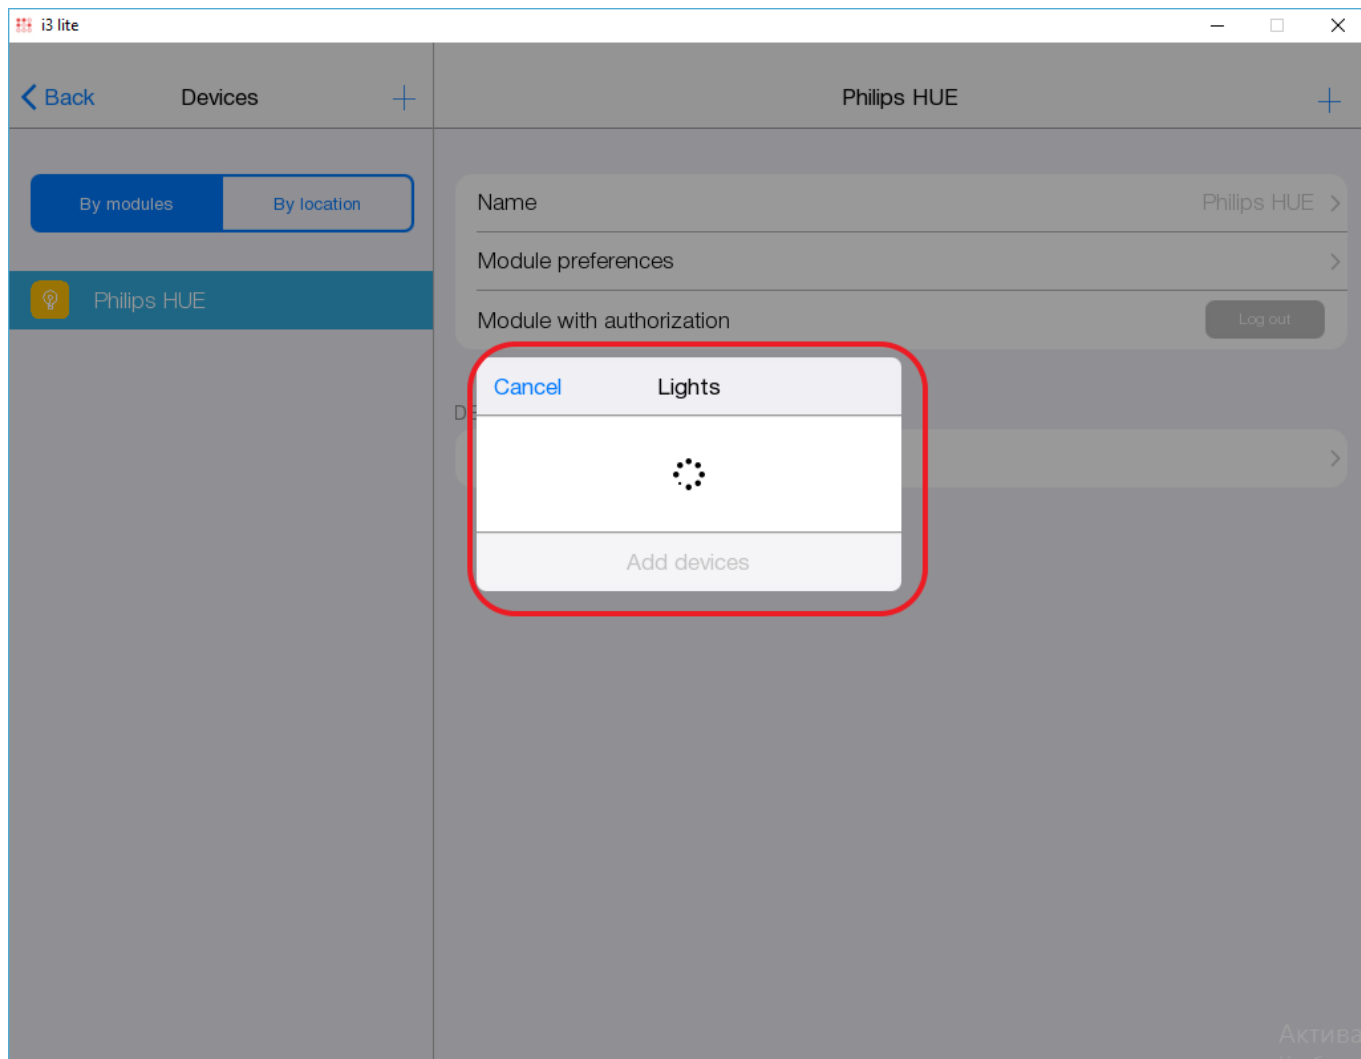 i3 lite
Back
Devices
Philips HUE
By modules
By location
Philips HUE
Name
Philips HUE
Module preferences
Module with authorization
Log out
Cancel
Lights
Add devices